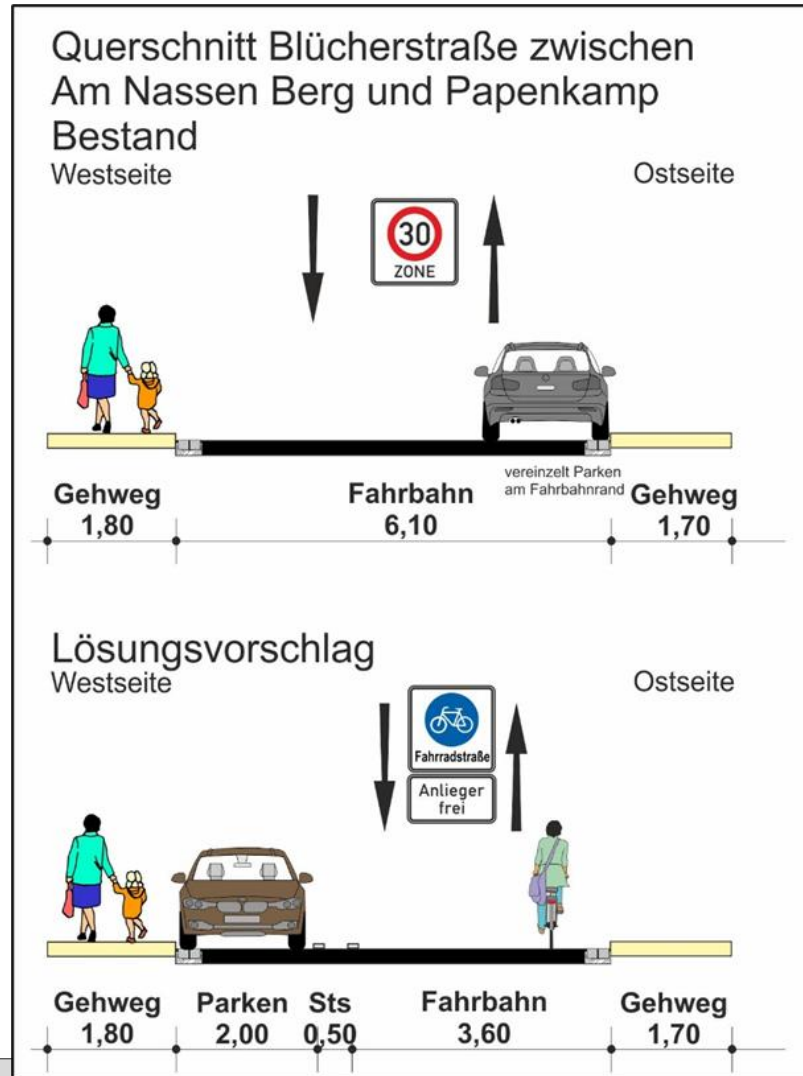 Querschnitt Blücherstraße zwischen
Am Nassen Berg und Papenkamp
Bestand
Westseite Ostseite
30
ZONE
vereinzelt Parken
am Fahrbahnrand
Gehweg Fahrbahn Gehweg
1,80 6,10 1,70
Lösungsvorschlag
Westseite Ostseite
Fahrradstraße
Anlieger
frei
Gehweg Parken Sts Fahrbahn Gehweg
1,80 2,00 0,50 3,60 1,70